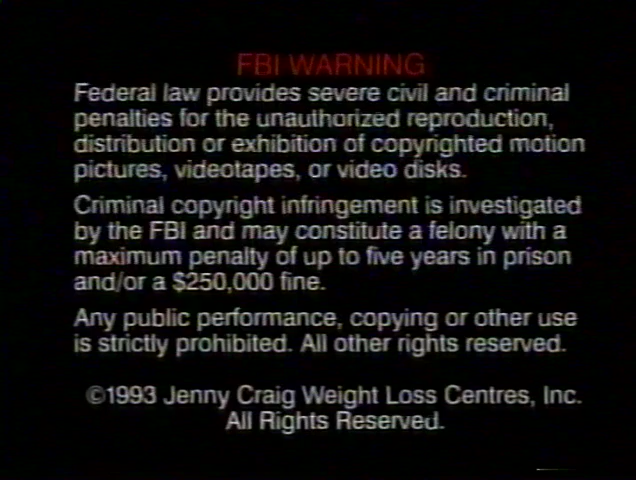 FBI WARNING
Federal law provides severe civil and criminal
penalties for the unauthorized reproduction,
distribution or exhibition of copyrighted motion
pictures, videotapes, or video disks.
Criminal copyright infringement is investigated
by the FBI and may constitute a felony with a
maximum penalty of up to five years in prison
and/or a $250,000 fine.
Any public performance, copying or other use
is strictly prohibited. All other rights reserved.
©1993 Jenny Craig Weight Loss Centres, Inc.
All Rights Reserved.